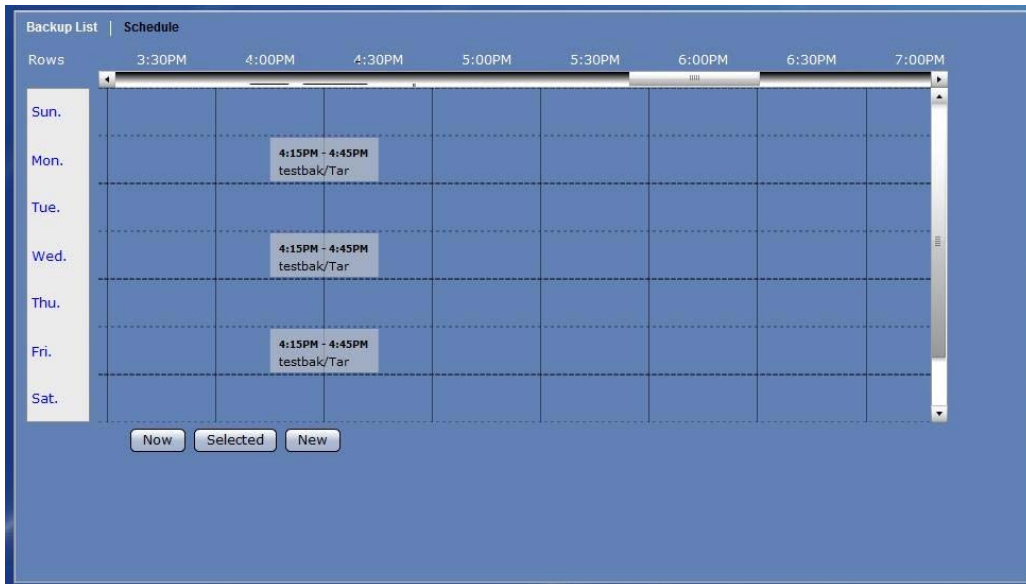 Backup List | Schedule
Rows 3:30PM 4:00PM 4:30PM 5:00PM 5:30PM 6:00PM 6:30PM 7:00PM
Sun.
Mon.
4:15PM - 4:45PM
testbak/Tar
Tue.
Wed.
4:15PM - 4:45PM
testbak/Tar
Thu.
Fri.
4:15PM - 4:45PM
testbak/Tar
Sat.
Now Selected New